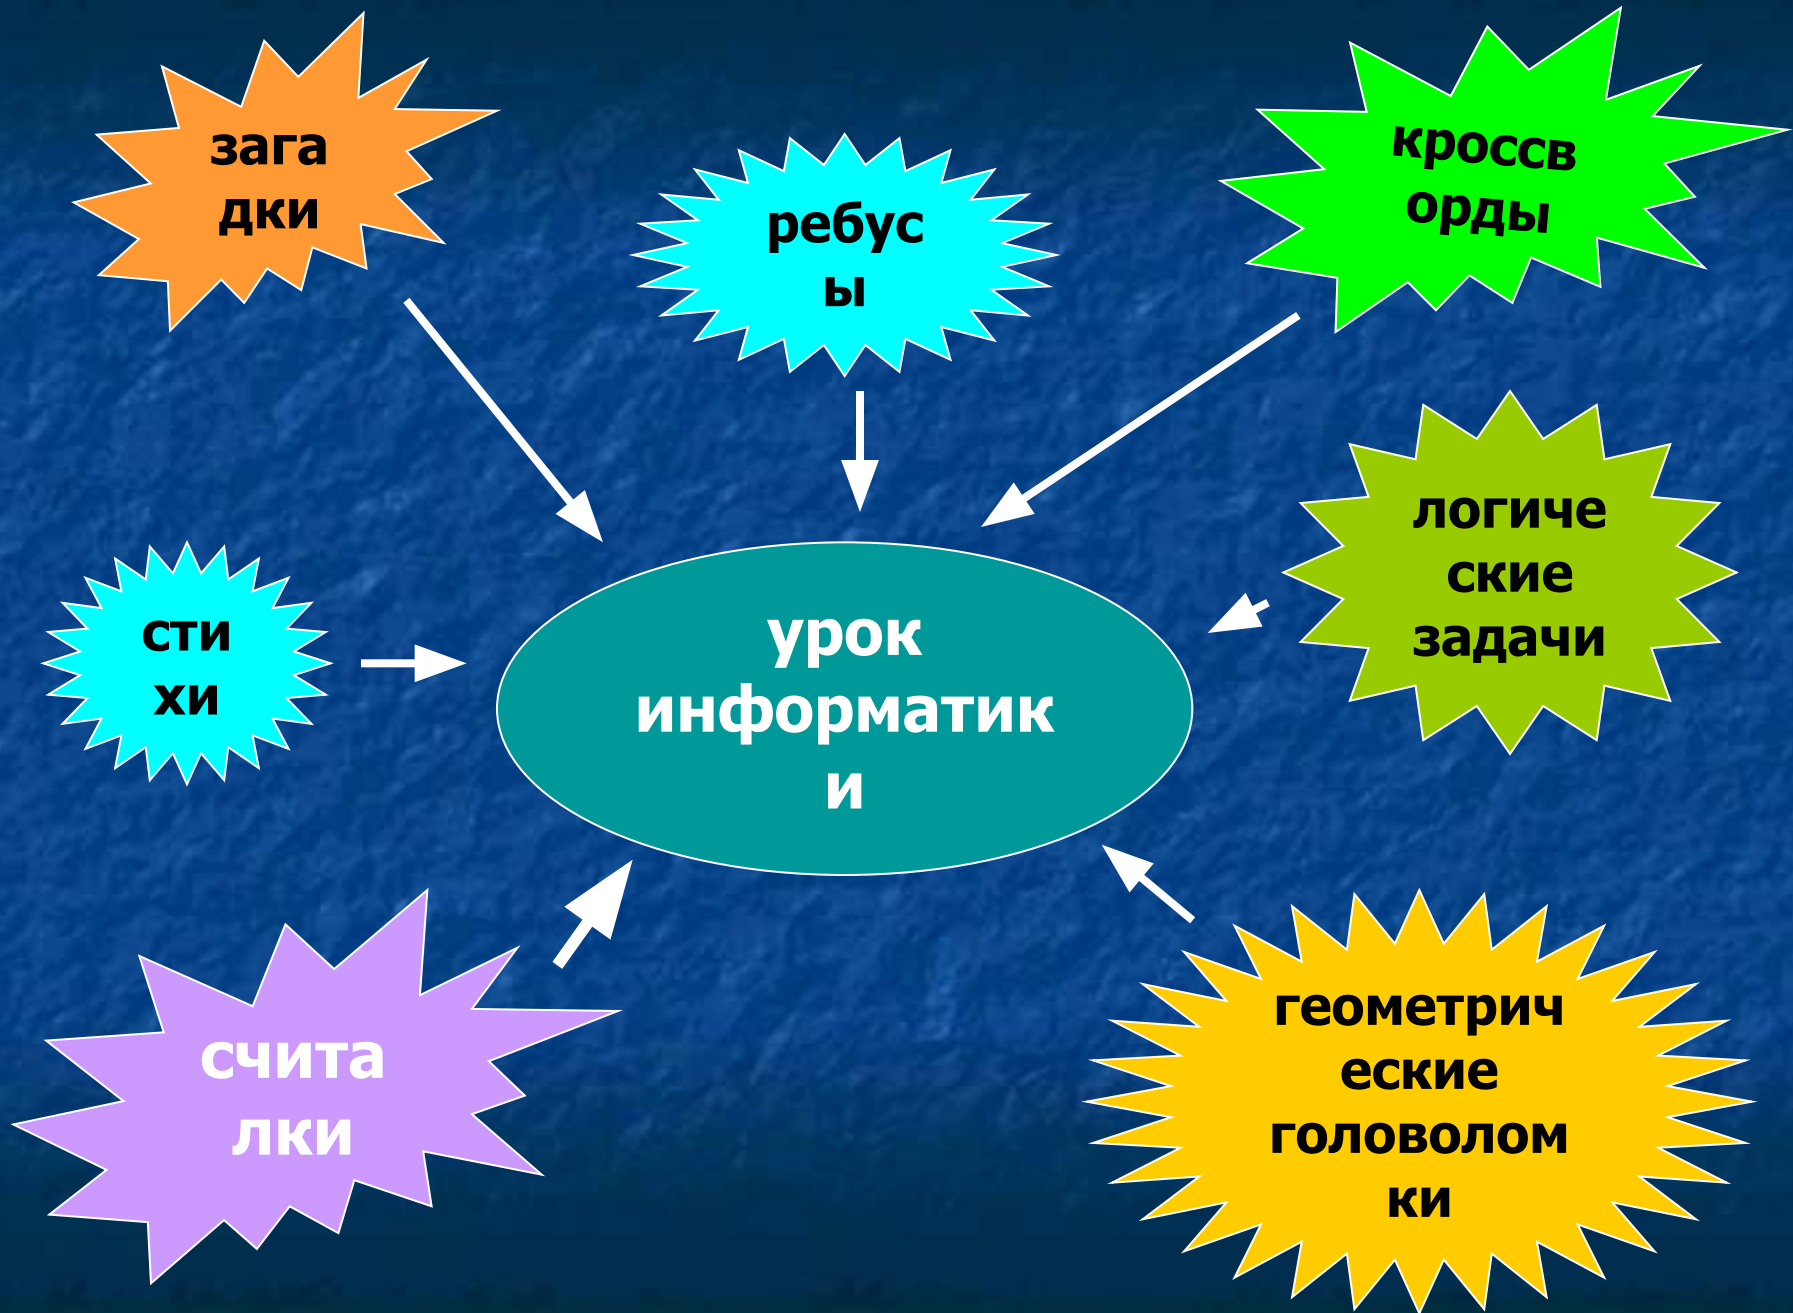 зага
дки
ребус
ы
кроссв
орды
логиче
ские
задачи
сти
хи
урок
информатик
и
счита
лки
геометрич
еские
головолом
ки